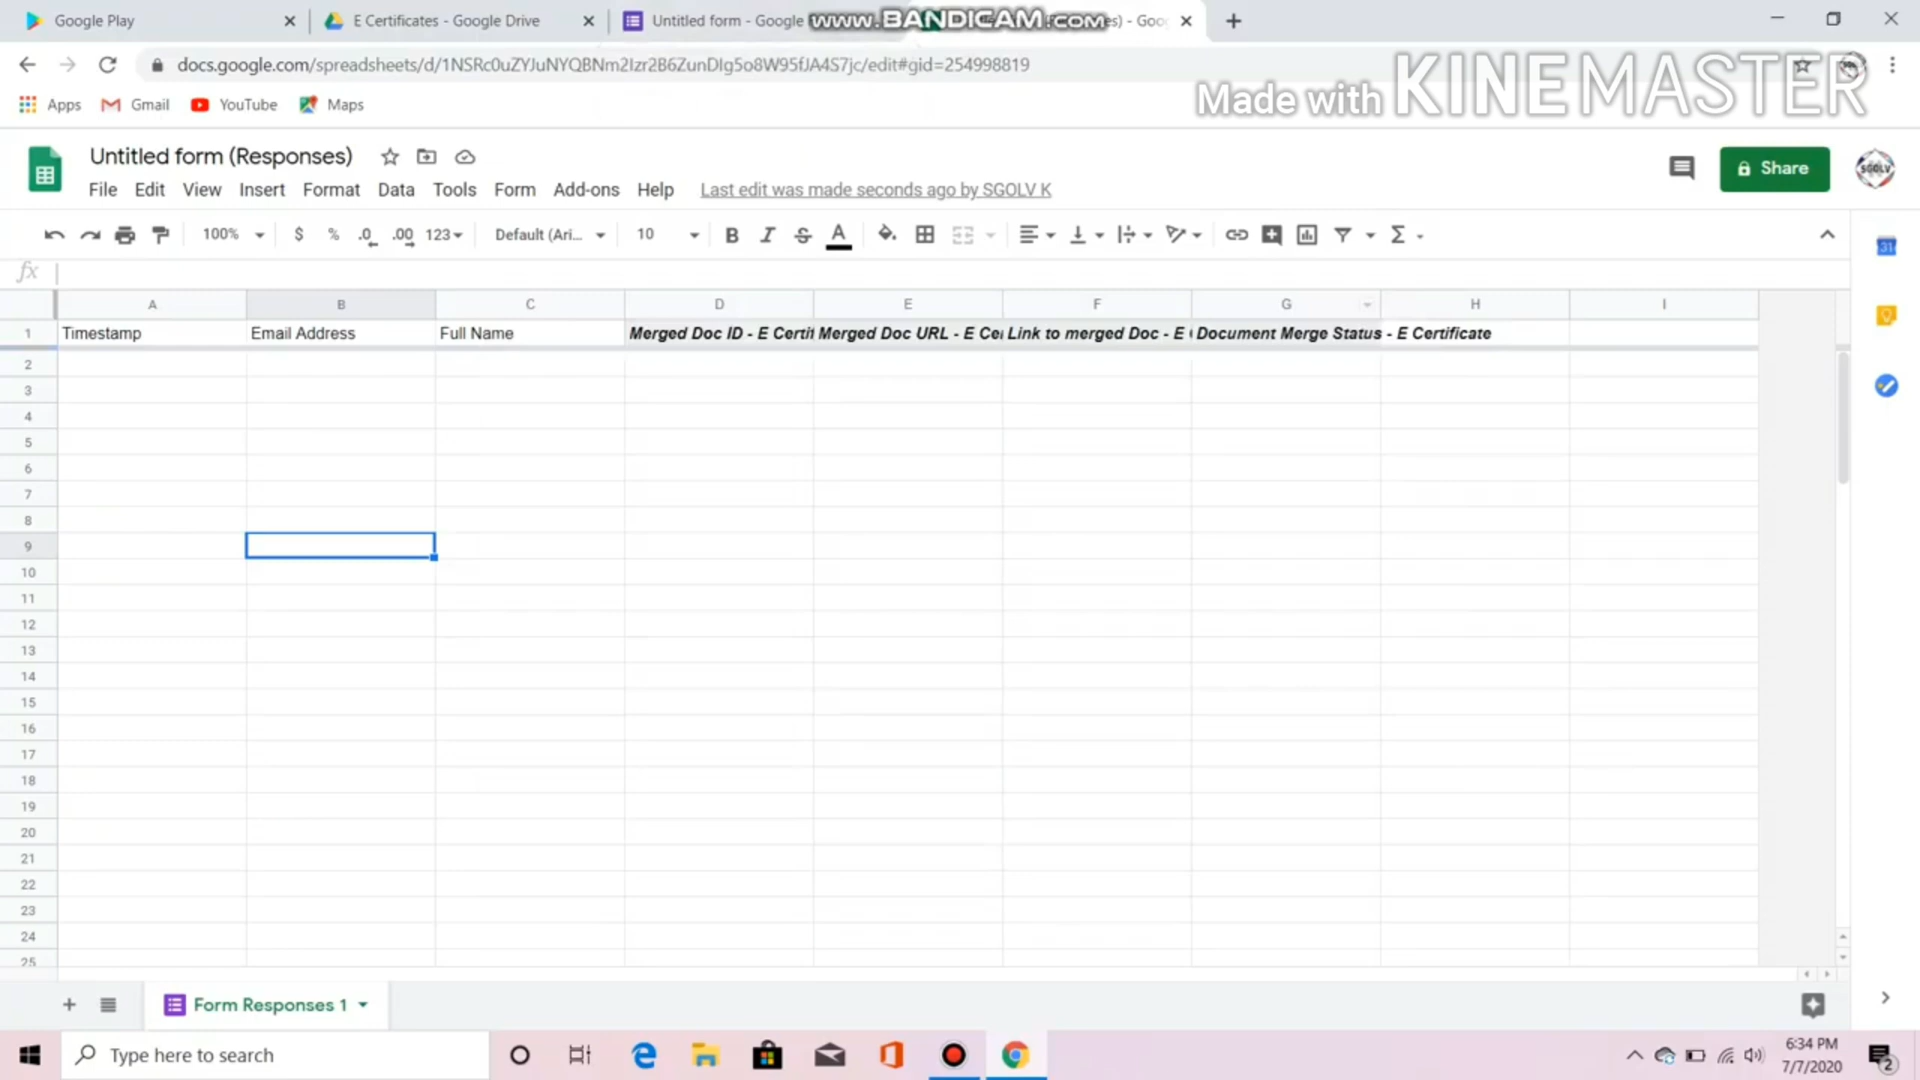 Google Play
E Certificates - Google Drive
Untitled form - Google
www.BANDICAM.com
) - Goo
docs.google.com/spreadsheets/d/1NSRc0uZYJuNYQBNm2Izr2B6ZunDIg5o8W95fJA4S7jc/edit#gid=254998819
Made with KINEMASTER
Apps
Gmail
YouTube
Maps
Untitled form (Responses)
Share
SGOLV
File Edit View Insert Format Data Tools Form Add-ons Help
Last edit was made seconds ago by SGOLV K
100% $ % .0 .00 123 Default (Ari... 10 B I S A Σ
31
fx
A B C D E F G H I
1 Timestamp Email Address Full Name Merged Doc ID - E Certif Merged Doc URL - E Cer Link to merged Doc - E Document Merge Status - E Certificate
2
3
4
5
6
7
8
9
10
11
12
13
14
15
16
17
18
19
20
21
22
23
24
25
Form Responses 1
Type here to search
6:34 PM
7/7/2020
2